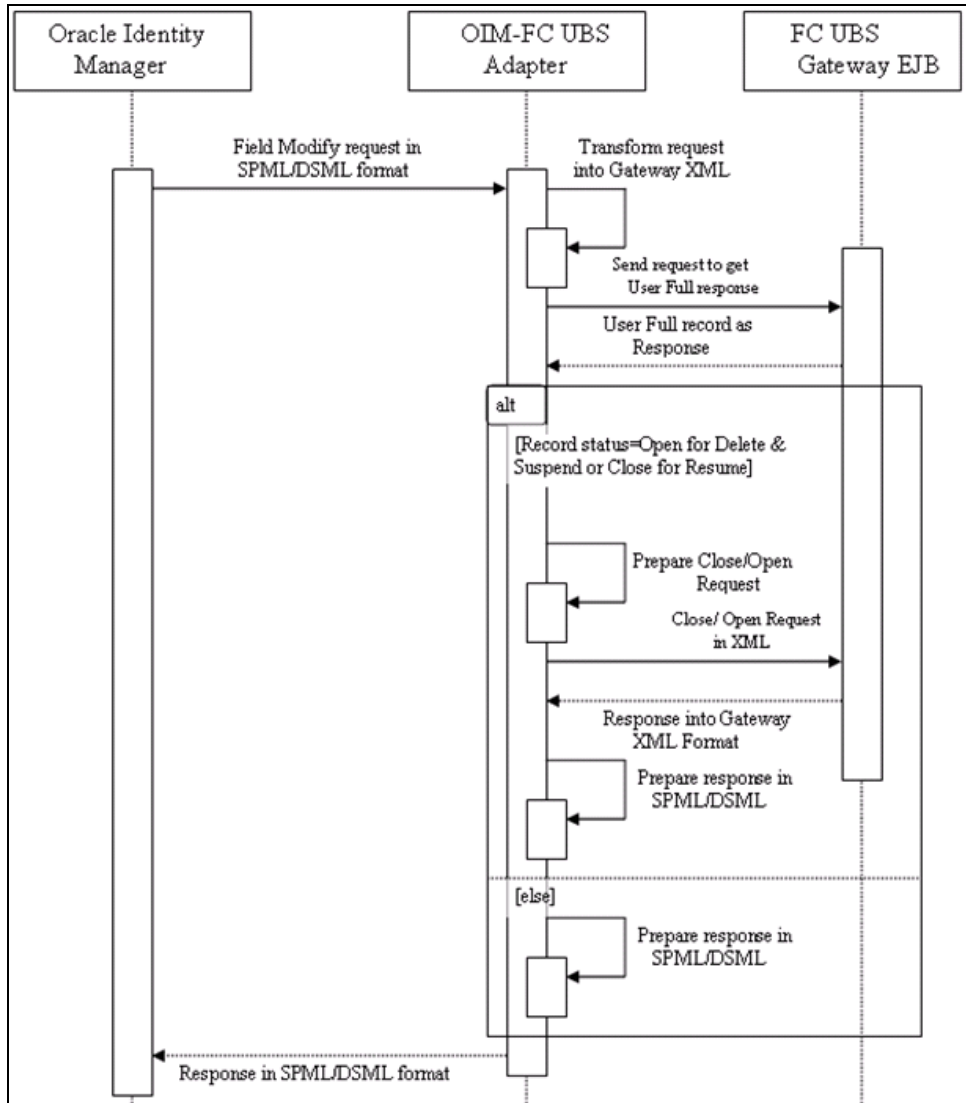 Oracle Identity
Manager
OIM-FC UBS
Adapter
FC UBS
Gateway EJB
Field Modify request in
SPML/DSML format
Transform request
into Gateway XML
Send request to get
User Full response
User Full record as
Response
alt
[Record status=Open for Delete &
Suspend or Close for Resume]
Prepare Close/Open
Request
Close/ Open Request
in XML
Response into Gateway
XML Format
Prepare response in
SPML/DSML
[else]
Prepare response in
SPML/DSML
Response in SPML/DSML format